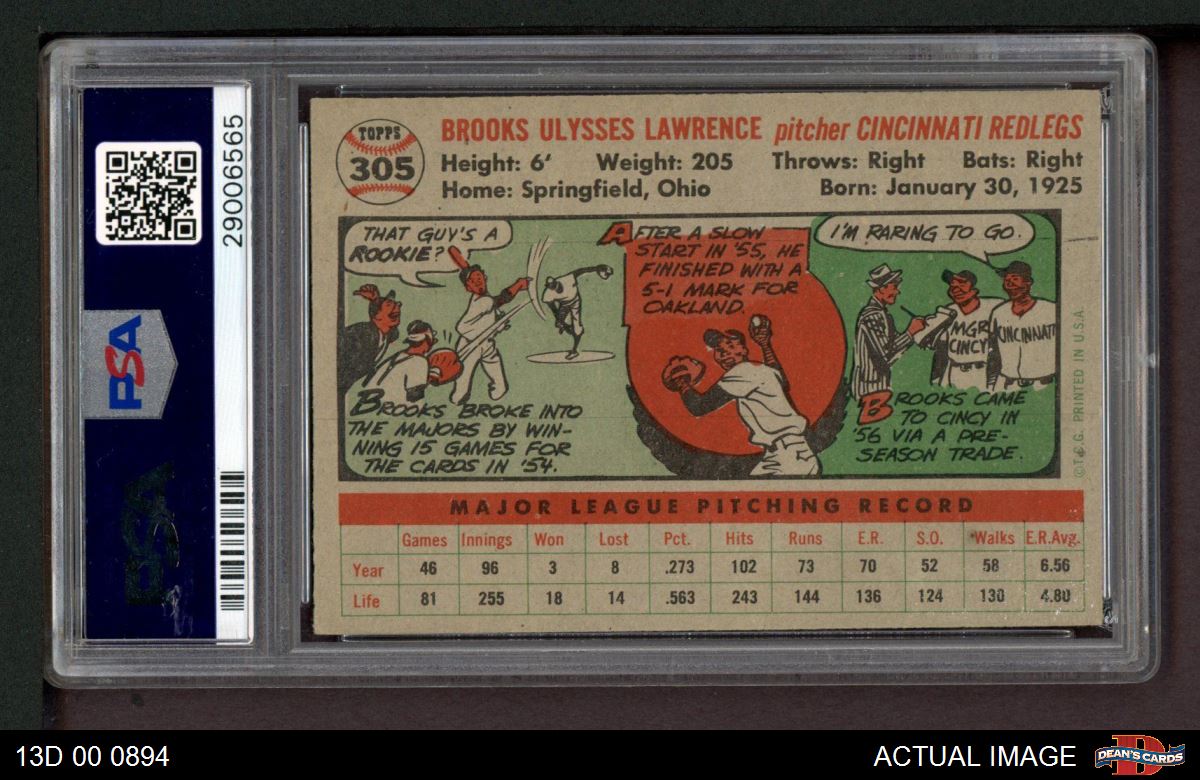 29006565
PSA
PSA
TOPPS
305
BROOKS ULYSSES LAWRENCE pitcher CINCINNATI REDLEGS
Height: 6' Weight: 205 Throws: Right Bats: Right
Home: Springfield, Ohio Born: January 30, 1925
THAT GUY'S A
ROOKIE?
BROOKS BROKE INTO
THE MAJORS BY WIN-
NING 15 GAMES FOR
THE CARDS IN '54.
AFTER A SLOW
START IN '55, HE
FINISHED WITH A
5-1 MARK FOR
OAKLAND.
I'M RARING TO GO.
MGR.
CINCY
CINCINNATI
BROOKS CAME
TO CINCY IN
'56 VIA A PRE-
SEASON TRADE.
©T.C.G. PRINTED IN U.S.A.
MAJOR LEAGUE PITCHING RECORD
Games Innings Won Lost Pct. Hits Runs E.R. S.O. Walks E.R.Avg.
Year 46 96 3 8 .273 102 73 70 52 58 6.56
Life 81 255 18 14 .563 243 144 136 124 130 4.80
13D 00 0894
ACTUAL IMAGE
DEAN'S CARDS